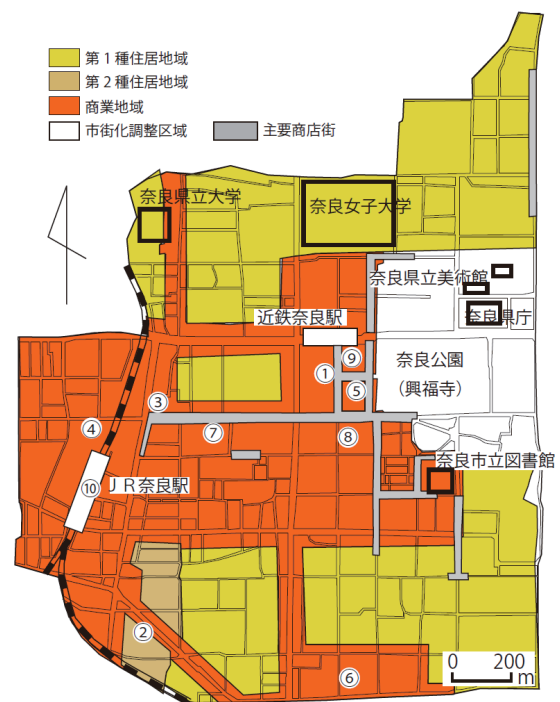 第1種住居地域
第2種住居地域
商業地域
市街化調整区域
主要商店街
奈良県立大学
奈良女子大学
奈良県立美術館
奈良県庁
近鉄奈良駅
⑨
奈良公園
(興福寺)
①
⑤
③
④
⑦
⑧
奈良市立図書館
⑩
JR奈良駅
②
⑥
0 200
m